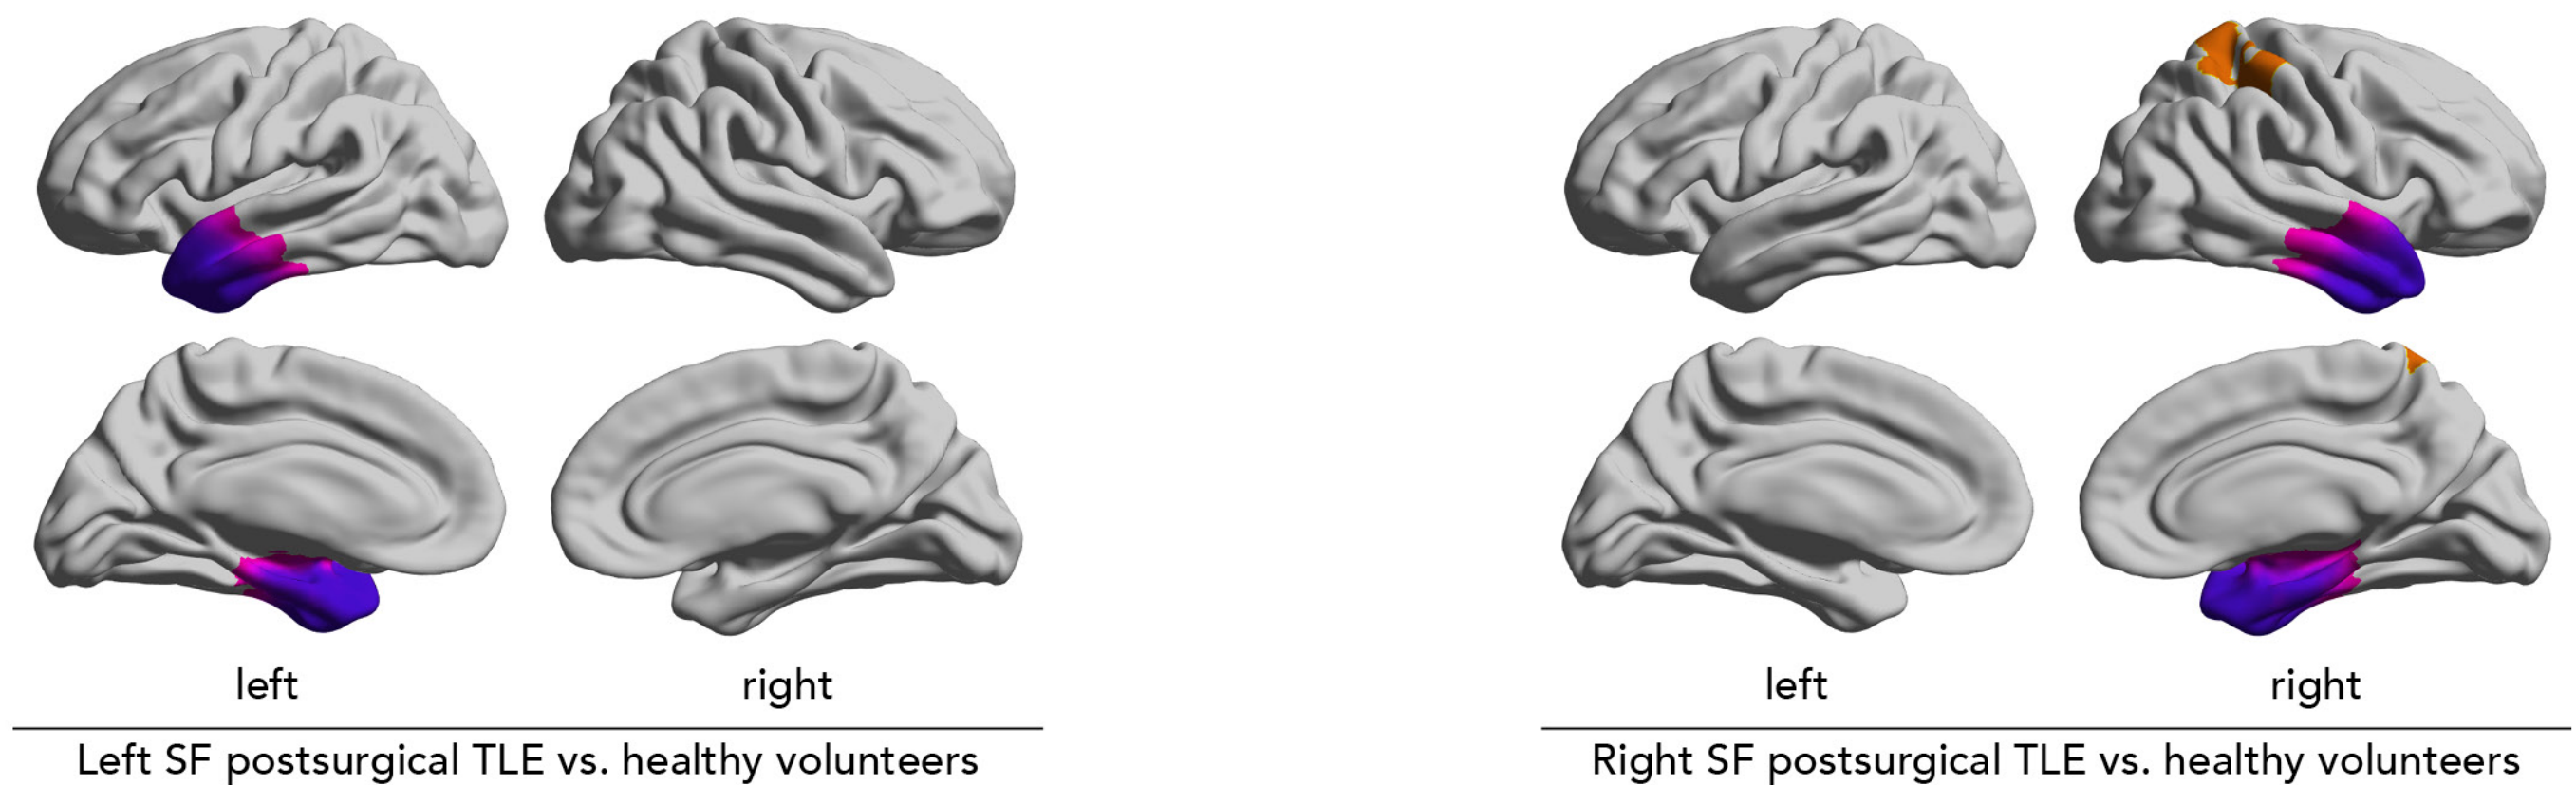 left
right
Left SF postsurgical TLE vs. healthy volunteers
left
right
Right SF postsurgical TLE vs. healthy volunteers